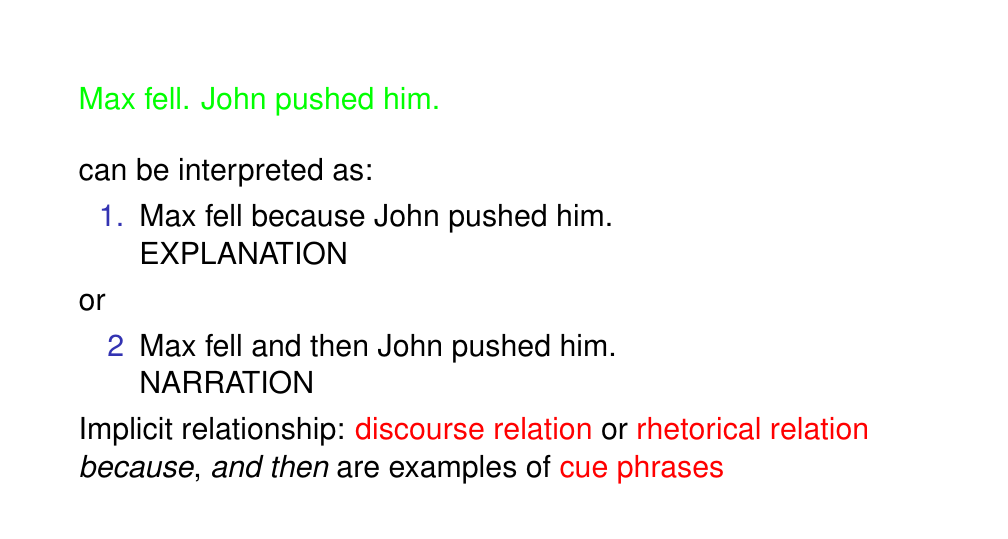 Max fell. John pushed him.
can be interpreted as:
1. Max fell because John pushed him.
EXPLANATION
or
2 Max fell and then John pushed him.
NARRATION
Implicit relationship: discourse relation or rhetorical relation
because, and then are examples of cue phrases